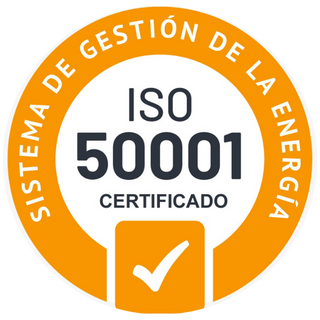 SISTEMA DE GESTIÓN DE LA ENERGÍA
ISO
50001
CERTIFICADO